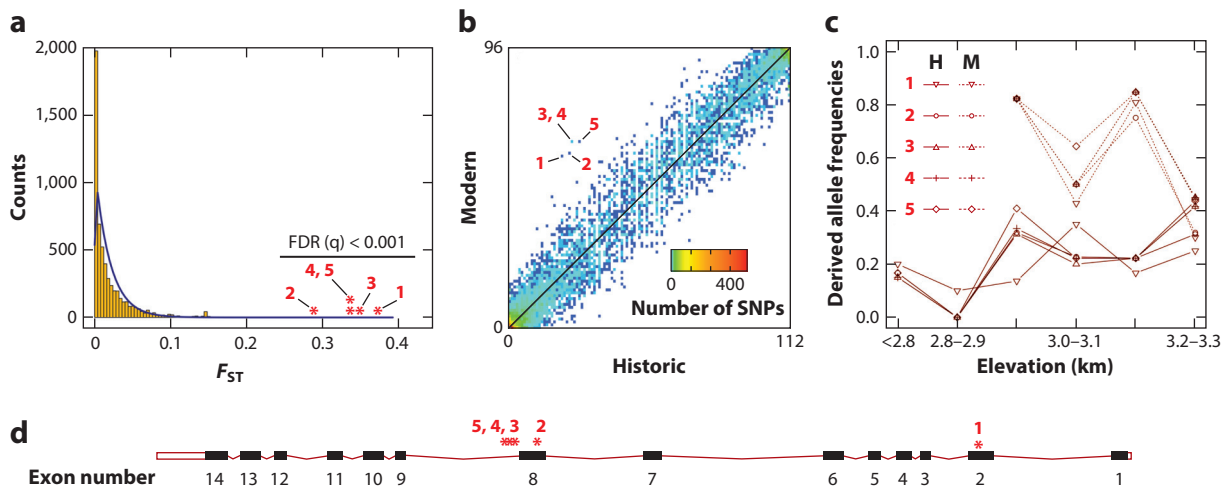 a
2,000
1,500
1,000
500
0
Counts
FDR (q) < 0.001
4, 5
2
3
1
0
0.1
0.2
0.3
0.4
FST
b
96
Modern
3, 4
5
1
2
0
400
Number of SNPs
0
112
Historic
c
1.0
0.8
0.6
0.4
0.2
0.0
Derived allele frequencies
H M
1
2
3
4
5
<2.8
2.8–2.9
3.0–3.1
3.2–3.3
Elevation (km)
d
5, 4, 3
2
1
Exon number
14 13 12 11 10 9 8 7 6 5 4 3 2 1